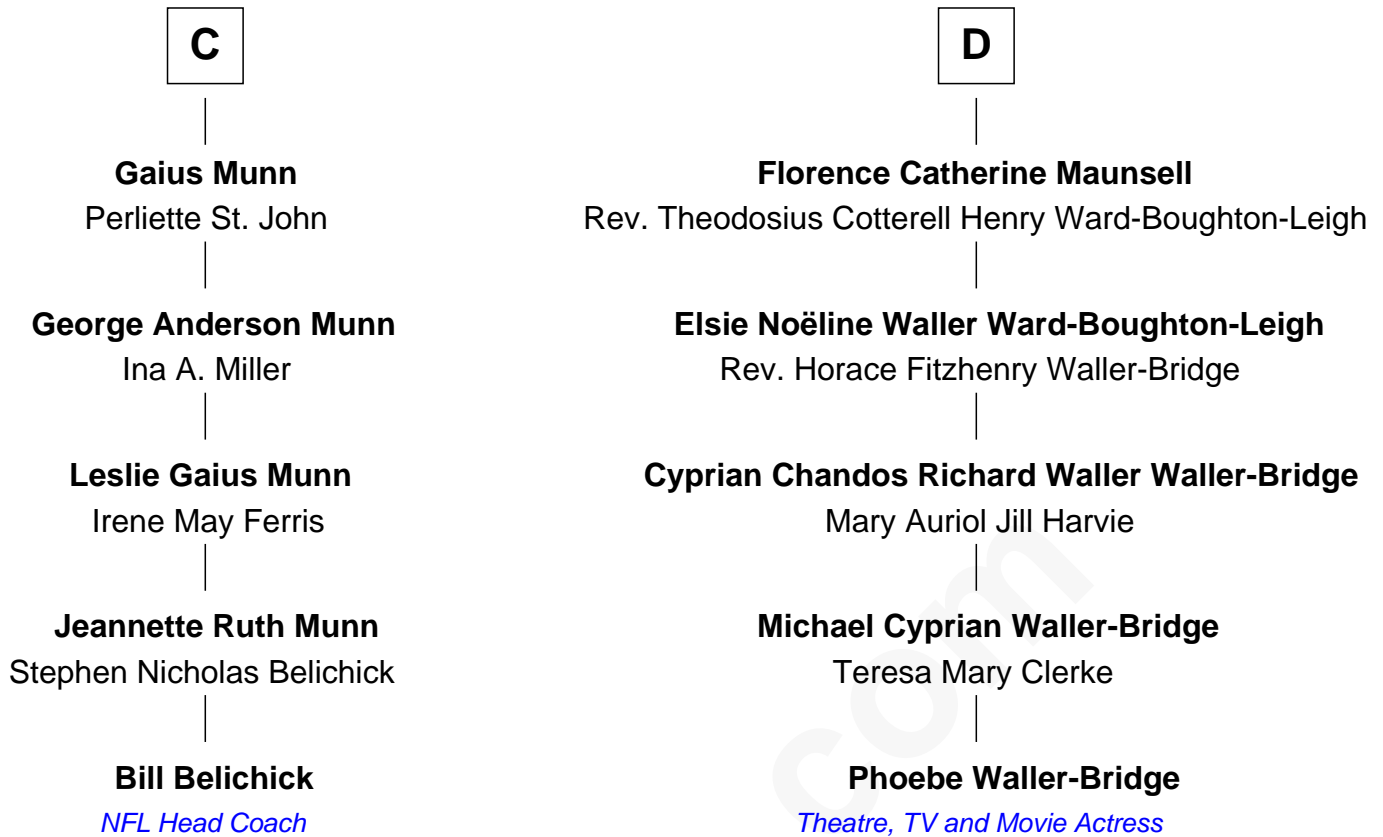 C
Gaius Munn
Perliette St. John
George Anderson Munn
Ina A. Miller
Leslie Gaius Munn
Irene May Ferris
Jeannette Ruth Munn
Stephen Nicholas Belichick
Bill Belichick
NFL Head Coach
D
Florence Catherine Maunsell
Rev. Theodosius Cotterell Henry Ward-Boughton-Leigh
Elsie Noëline Waller Ward-Boughton-Leigh
Rev. Horace Fitzhenry Waller-Bridge
Cyprian Chandos Richard Waller Waller-Bridge
Mary Auriol Jill Harvie
Michael Cyprian Waller-Bridge
Teresa Mary Clerke
Phoebe Waller-Bridge
Theatre, TV and Movie Actress
com